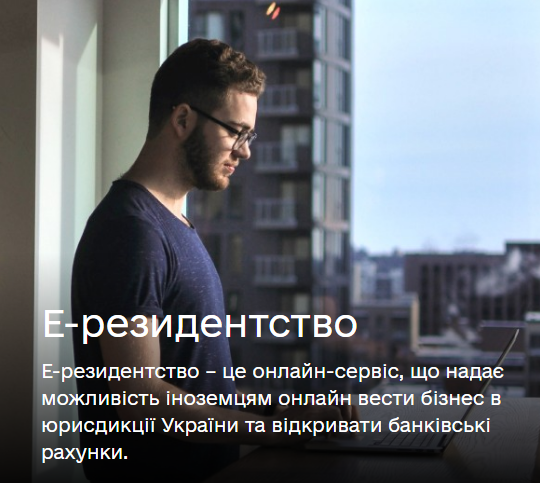 Е-резидентство
Е-резидентство – це онлайн-сервіс, що надає
можливість іноземцям онлайн вести бізнес в
юрисдикції України та відкривати банківські
рахунки.